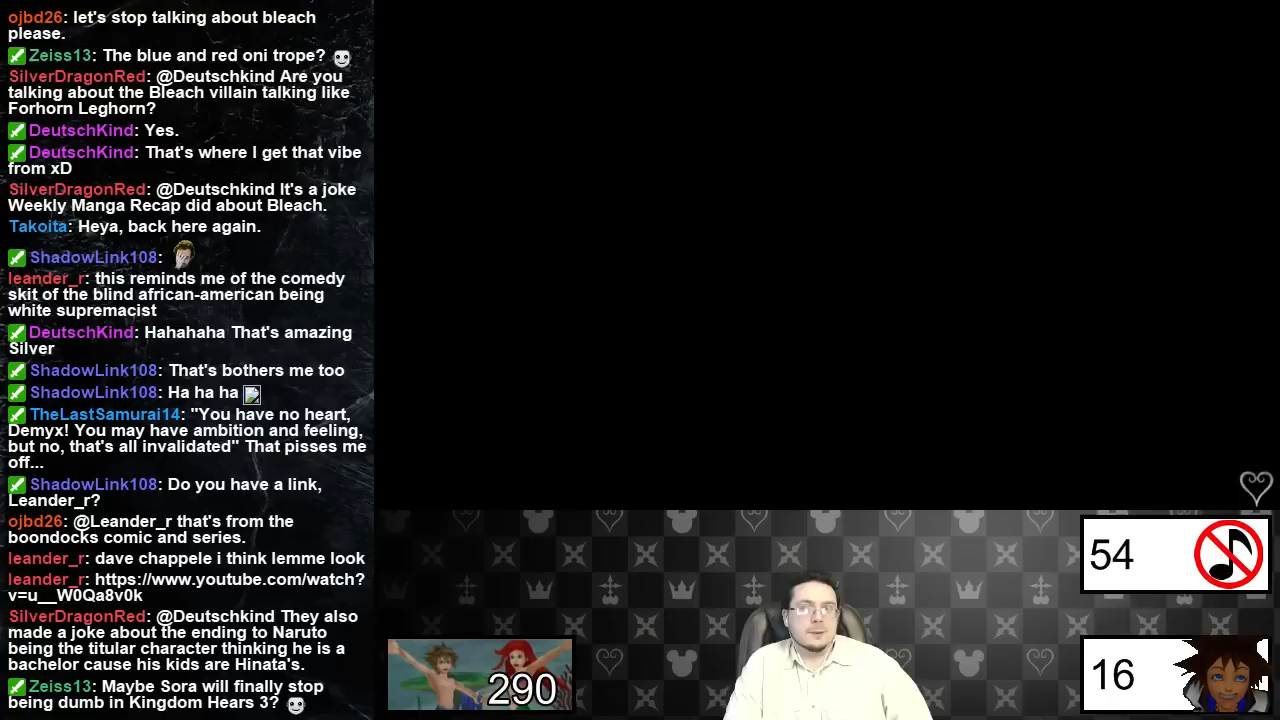 ojbd26: let's stop talking about bleach
please.
Zeiss13: The blue and red oni trope?
SilverDragonRed: @Deutschkind Are you
talking about the Bleach villain talking like
Forhorn Leghorn?
DeutschKind: Yes.
DeutschKind: That's where I get that vibe
from xD
SilverDragonRed: @Deutschkind It's a joke
Weekly Manga Recap did about Bleach.
Takoita: Heya, back here again.
ShadowLink108:
leander_r: this reminds me of the comedy
skit of the blind african-american being
white supremacist
DeutschKind: Hahahaha That's amazing
Silver
ShadowLink108: That's bothers me too
ShadowLink108: Ha ha ha
TheLastSamurai14: "You have no heart,
Demyx! You may have ambition and feeling,
but no, that's all invalidated" That pisses me
off...
ShadowLink108: Do you have a link,
Leander_r?
ojbd26: @Leander_r that's from the
boondocks comic and series.
leander_r: dave chappele i think lemme look
leander_r: https://www.youtube.com/watch?
v=u__W0Qa8v0k
SilverDragonRed: @Deutschkind They also
made a joke about the ending to Naruto
being the titular character thinking he is a
bachelor cause his kids are Hinata's.
Zeiss13: Maybe Sora will finally stop
being dumb in Kingdom Hears 3?
290
54
16